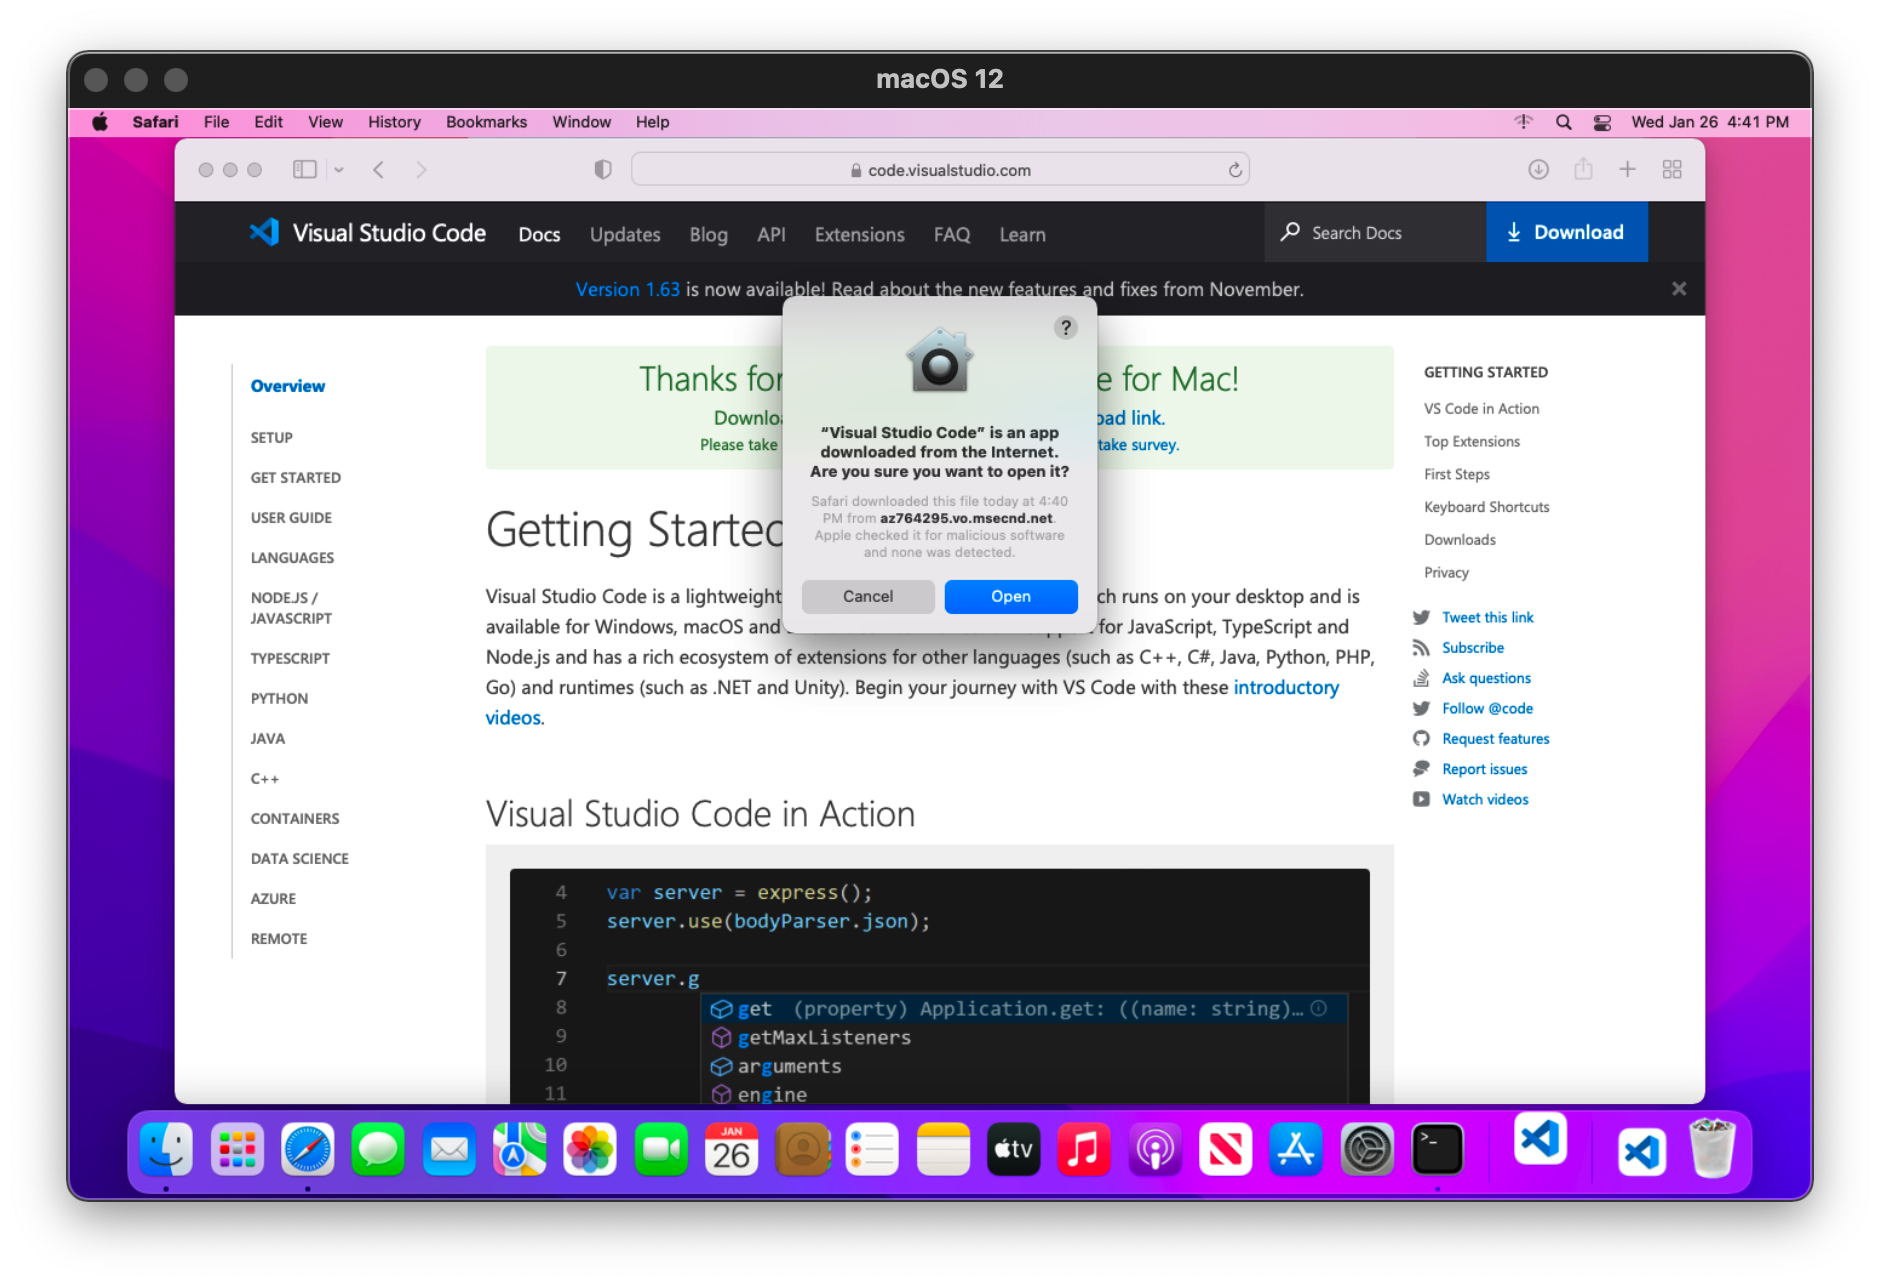 macOS 12
Safari File Edit View History Bookmarks Window Help Wed Jan 26 4:41 PM
code.visualstudio.com
Visual Studio Code Docs Updates Blog API Extensions FAQ Learn Search Docs Download
Version 1.63 is now available! Read about the new features and fixes from November.
?
“Visual Studio Code” is an app
downloaded from the Internet.
Are you sure you want to open it?
Safari downloaded this file today at 4:40
PM from az764295.vo.msecnd.net.
Apple checked it for malicious software
and none was detected.
Cancel Open
Overview
SETUP
GET STARTED
USER GUIDE
LANGUAGES
NODE.JS /
JAVASCRIPT
TYPESCRIPT
PYTHON
JAVA
C++
CONTAINERS
DATA SCIENCE
AZURE
REMOTE
Thanks for e for Mac!
link.
Please take take survey.
Getting
Visual Studio Code is a lightweight runs on your desktop and is
available for Windows, macOS and for JavaScript, TypeScript and
Node.js and has a rich ecosystem of extensions for other languages (such as C++, C#, Java, Python, PHP,
Go) and runtimes (such as .NET and Unity). Begin your journey with VS Code with these introductory
videos.
Visual Studio Code in Action
4 var server = express();
5 server.use(bodyParser.json);
6
7 server.g
8 get (property) Application.get: ((name: string)…
9 getMaxListeners
10 arguments
11 engine
GETTING STARTED
VS Code in Action
Top Extensions
First Steps
Keyboard Shortcuts
Downloads
Privacy
Tweet this link
Subscribe
Ask questions
Follow @code
Request features
Report issues
Watch videos
JAN
26
tv
>_